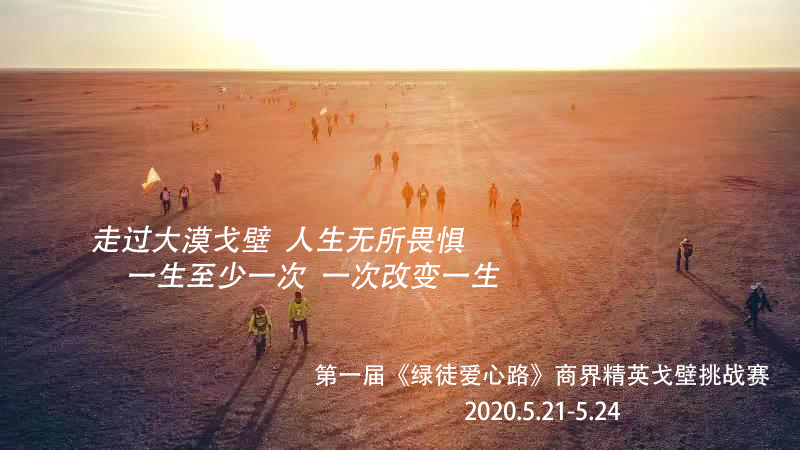 走过大漠戈壁 人生无所畏惧
一生至少一次 一次改变一生
第一届《绿徒爱心路》商界精英戈壁挑战赛
2020.5.21-5.24